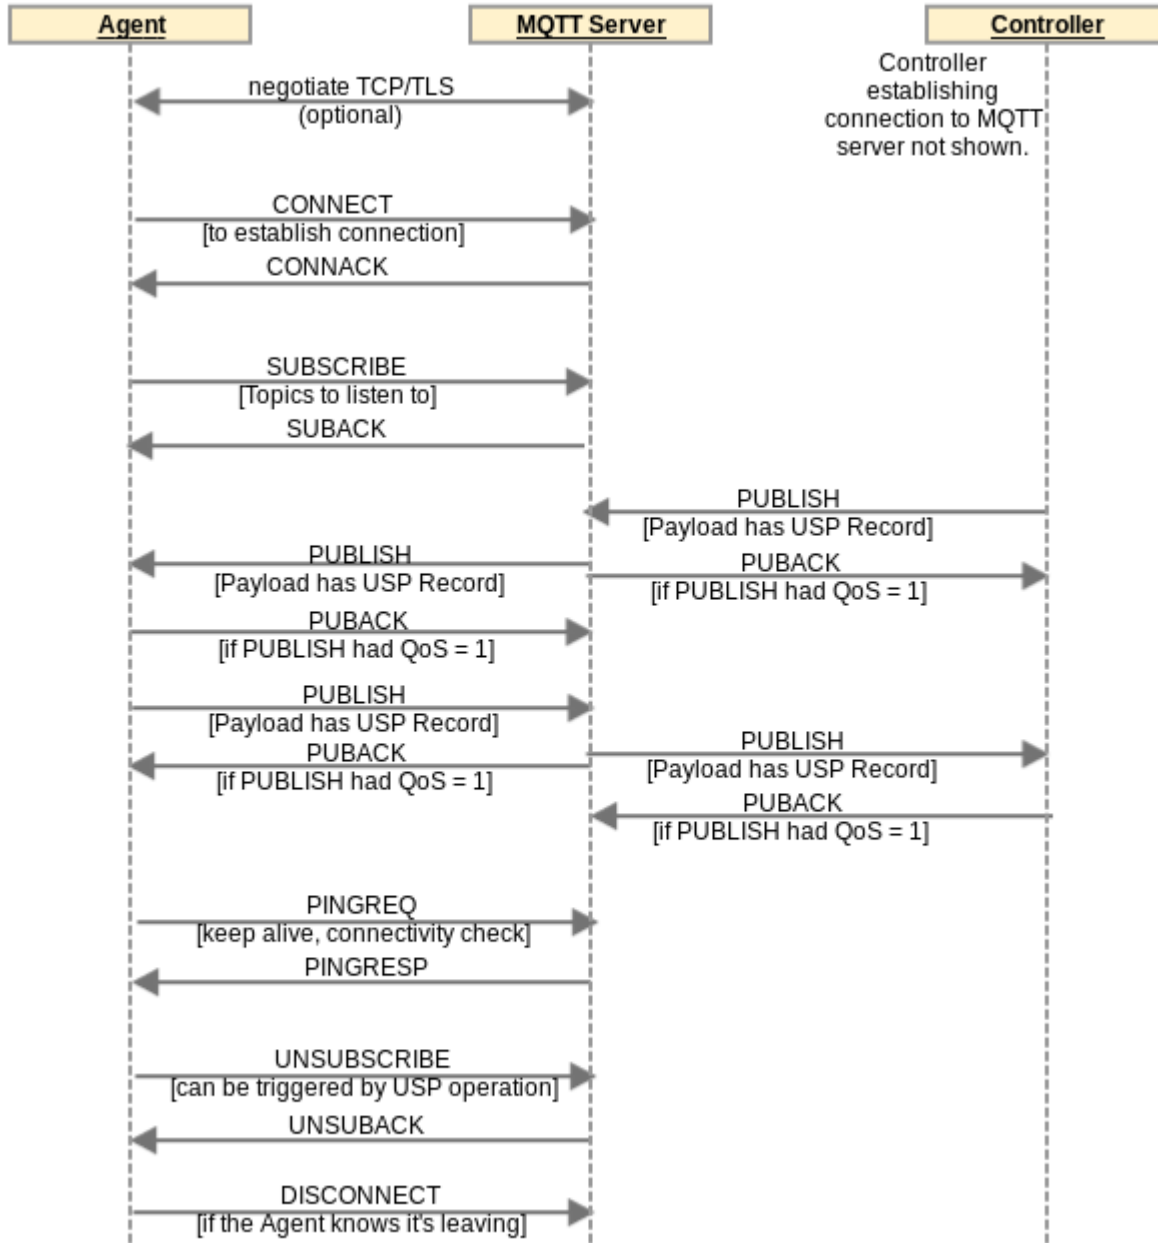 Agent
MQTT Server
Controller
Controller
establishing
connection to MQTT
server not shown.
negotiate TCP/TLS
(optional)
CONNECT
[to establish connection]
CONNACK
SUBSCRIBE
[Topics to listen to]
SUBACK
PUBLISH
[Payload has USP Record]
PUBLISH
[Payload has USP Record]
PUBACK
[if PUBLISH had QoS = 1]
PUBACK
[if PUBLISH had QoS = 1]
PUBLISH
[Payload has USP Record]
PUBLISH
[Payload has USP Record]
PUBACK
[if PUBLISH had QoS = 1]
PUBACK
[if PUBLISH had QoS = 1]
PINGREQ
[keep alive, connectivity check]
PINGRESP
UNSUBSCRIBE
[can be triggered by USP operation]
UNSUBACK
DISCONNECT
[if the Agent knows it's leaving]